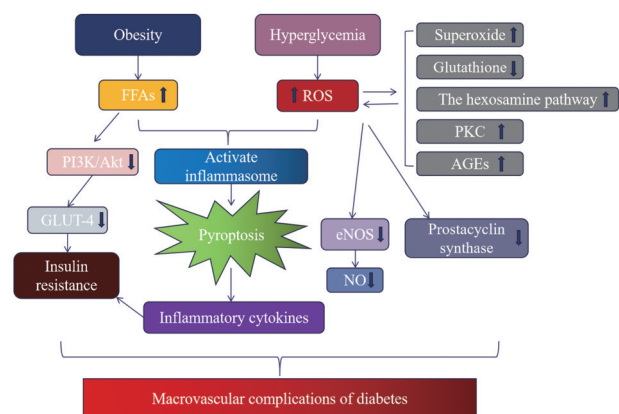 Obesity
Hyperglycemia
Superoxide
Glutathione
The hexosamine pathway
PKC
AGEs
FFAs
ROS
PI3K/Akt
Activate
inflammasome
GLUT-4
Pyroptosis
eNOS
Prostacyclin
synthase
Insulin
resistance
NO
Inflammatory cytokines
Macrovascular complications of diabetes